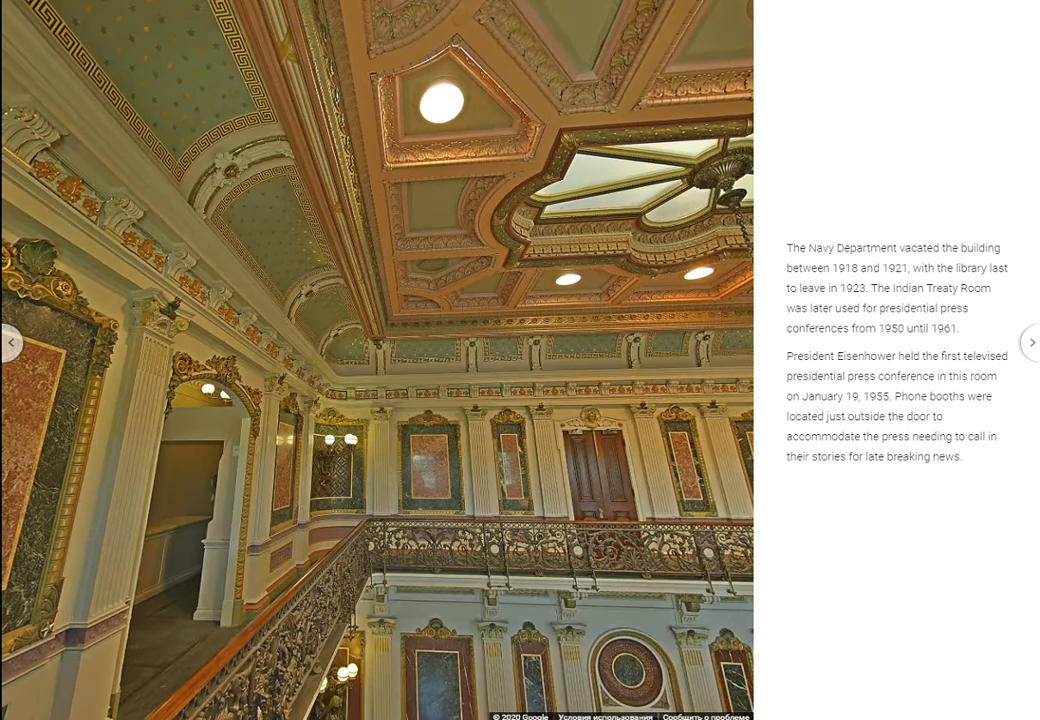 The Navy Department vacated the building
between 1918 and 1921, with the library last
to leave in 1923. The Indian Treaty Room
was later used for presidential press
conferences from 1950 until 1961.
President Eisenhower held the first televised
presidential press conference in this room
on January 19, 1955. Phone booths were
located just outside the door to
accommodate the press needing to call in
their stories for late breaking news.
© 2020 Google Условия использования Сообщить о проблеме